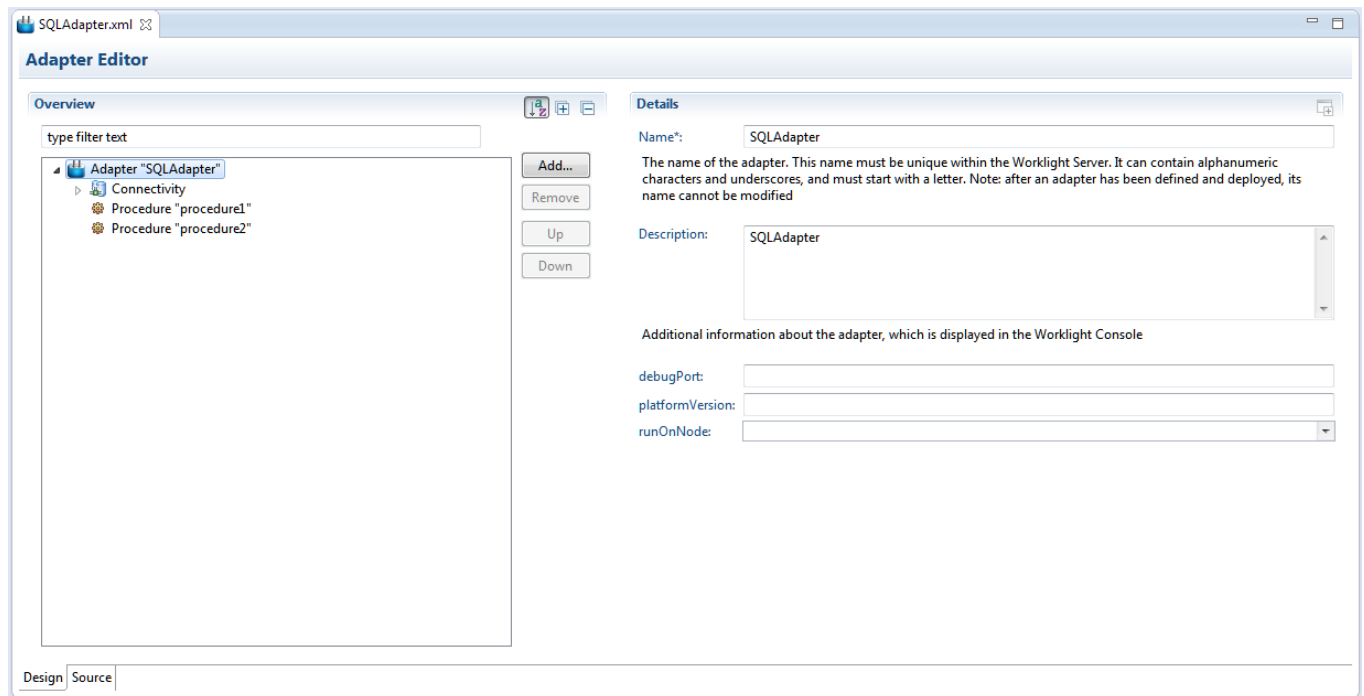 SQLAdapter.xml
Adapter Editor
Overview
type filter text
Adapter "SQLAdapter"
Connectivity
Procedure "procedure1"
Procedure "procedure2"
Add...
Remove
Up
Down
Details
Name*: SQLAdapter
The name of the adapter. This name must be unique within the Worklight Server. It can contain alphanumeric
characters and underscores, and must start with a letter. Note: after an adapter has been defined and deployed, its
name cannot be modified
Description: SQLAdapter
Additional information about the adapter, which is displayed in the Worklight Console
debugPort:
platformVersion:
runOnNode:
Design Source